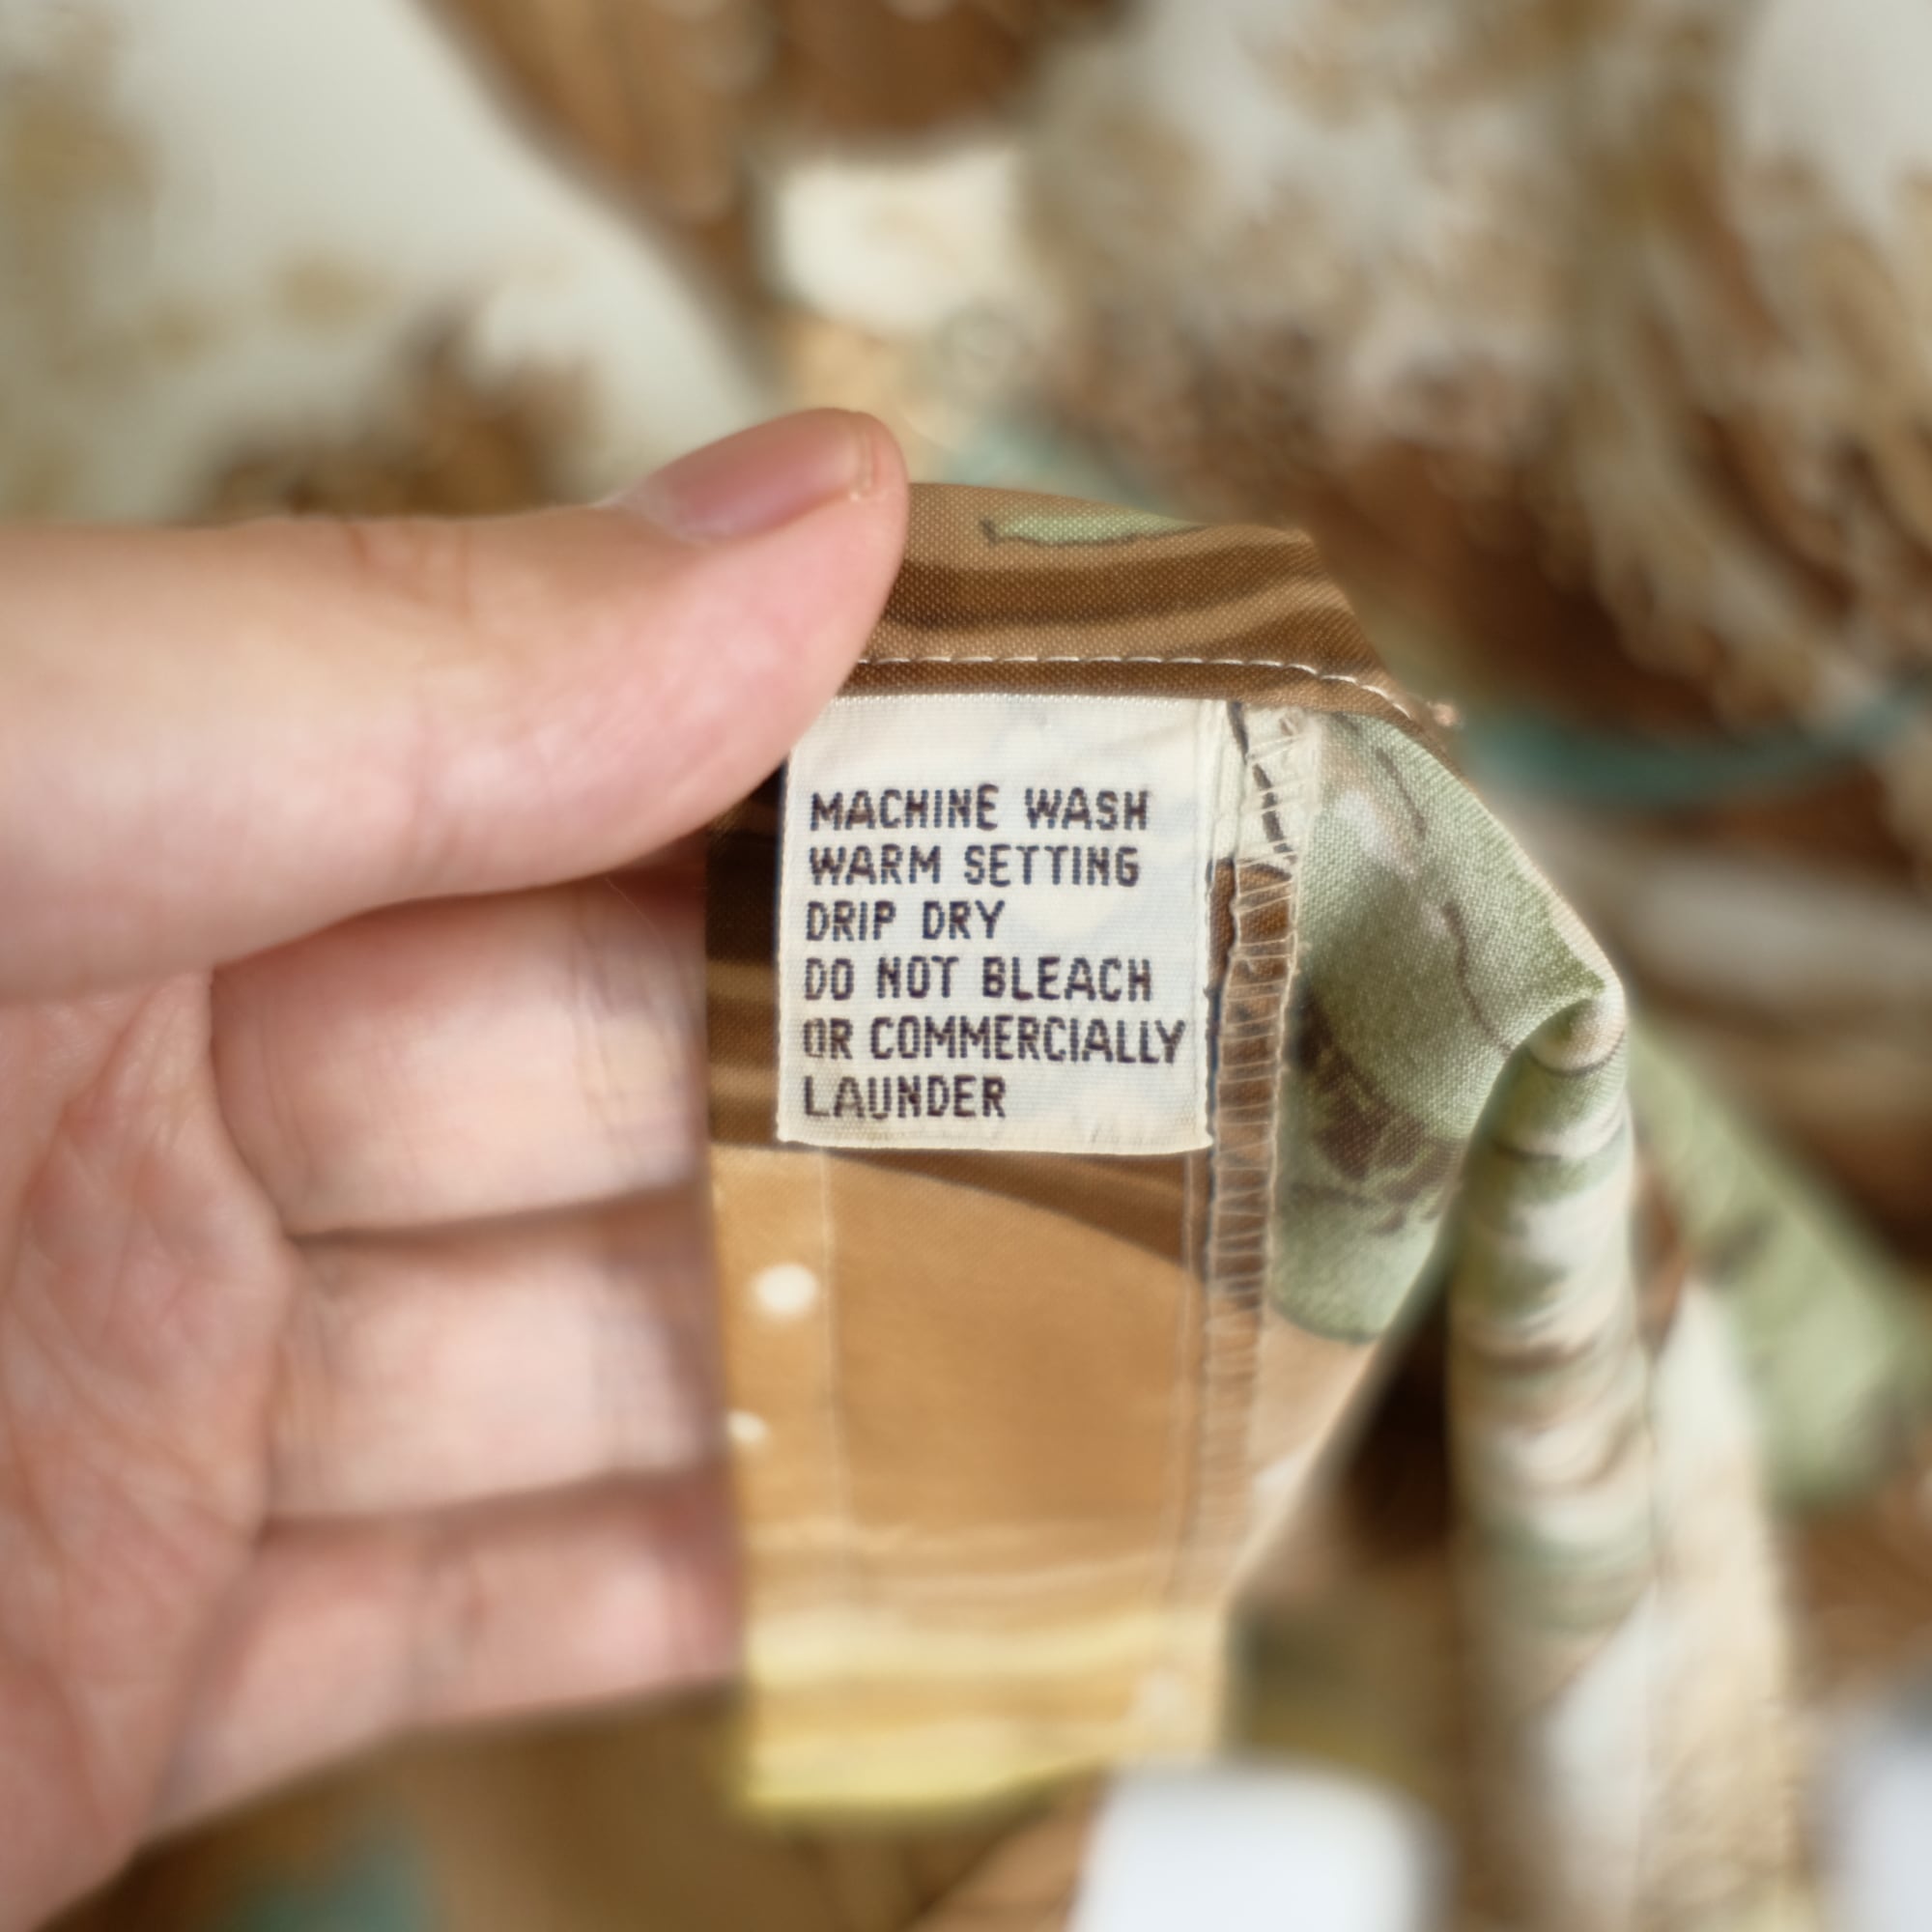 MACHINE WASH
WARM SETTING
DRIP DRY
DO NOT BLEACH
OR COMMERCIALLY
LAUNDER